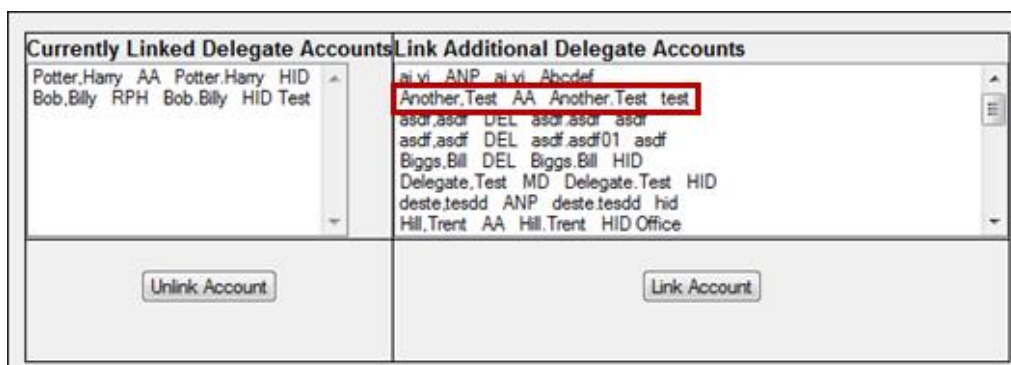 Currently Linked Delegate Accounts
Potter,Harry AA Potter.Harry HID
Bob,Billy RPH Bob.Billy HID Test
Unlink Account
Link Additional Delegate Accounts
ai,yi ANP ai.yi Abcdef
Another,Test AA Another.Test test
asdf,asdf DEL asdf.asdf asdf
asdf,asdf DEL asdf.asdf01 asdf
Biggs,Bill DEL Biggs.Bill HID
Delegate,Test MD Delegate.Test HID
deste,tesdd ANP deste.tesdd hid
Hill,Trent AA Hill.Trent HID Office
Link Account